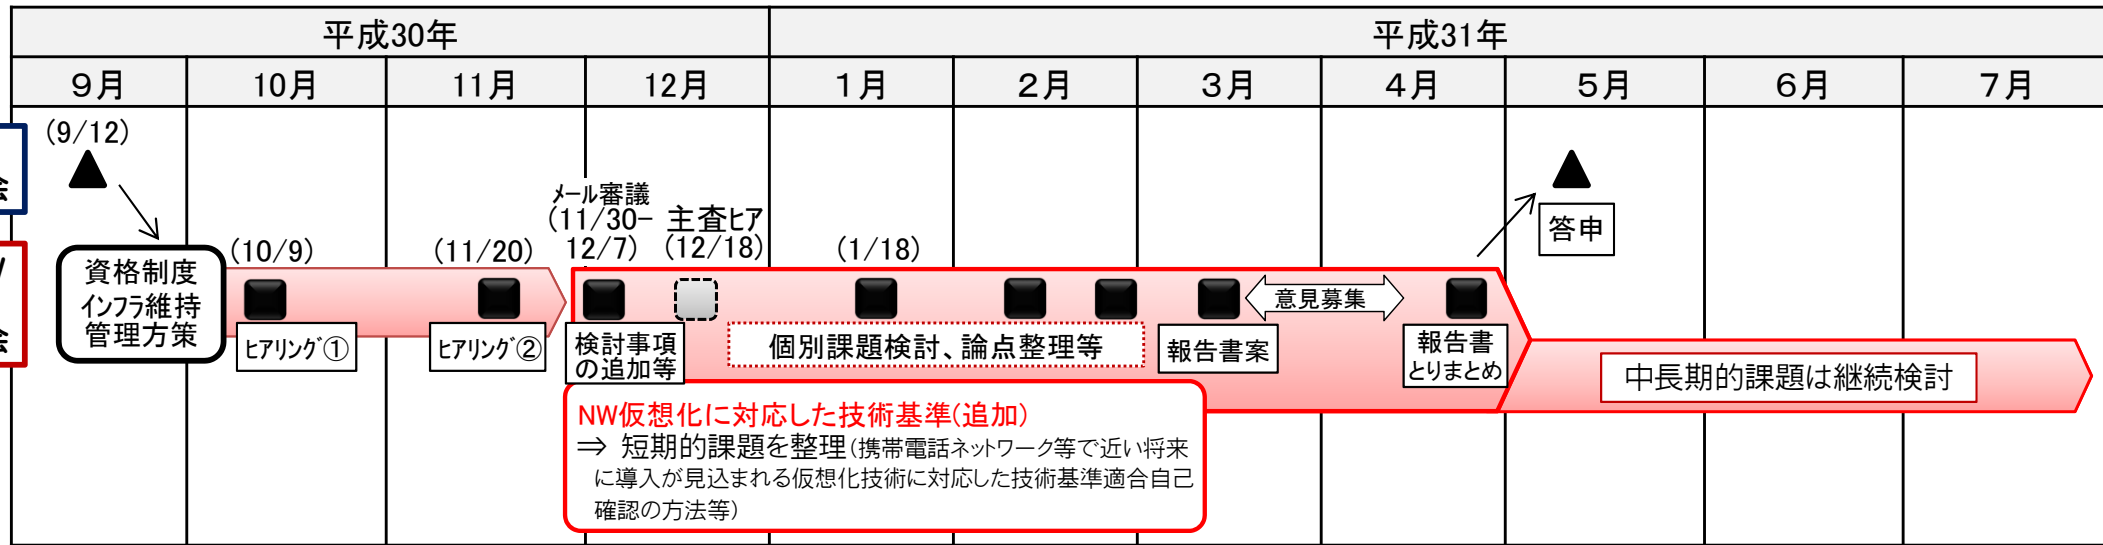 平成30年
平成31年
9月
10月
11月
12月
1月
2月
3月
4月
5月
6月
7月
(9/12)
会
メール審議
(11/30-
12/7)
主査ヒア
(12/18)
答申
会
資格制度
インフラ維持
管理方策
(10/9)
(11/20)
(1/18)
意見募集
ヒアリング①
ヒアリング②
検討事項
の追加等
個別課題検討、論点整理等
報告書案
報告書
とりまとめ
中長期的課題は継続検討
NW仮想化に対応した技術基準(追加)
⇒ 短期的課題を整理(携帯電話ネットワーク等で近い将来
に導入が見込まれる仮想化技術に対応した技術基準適合自己
確認の方法等)